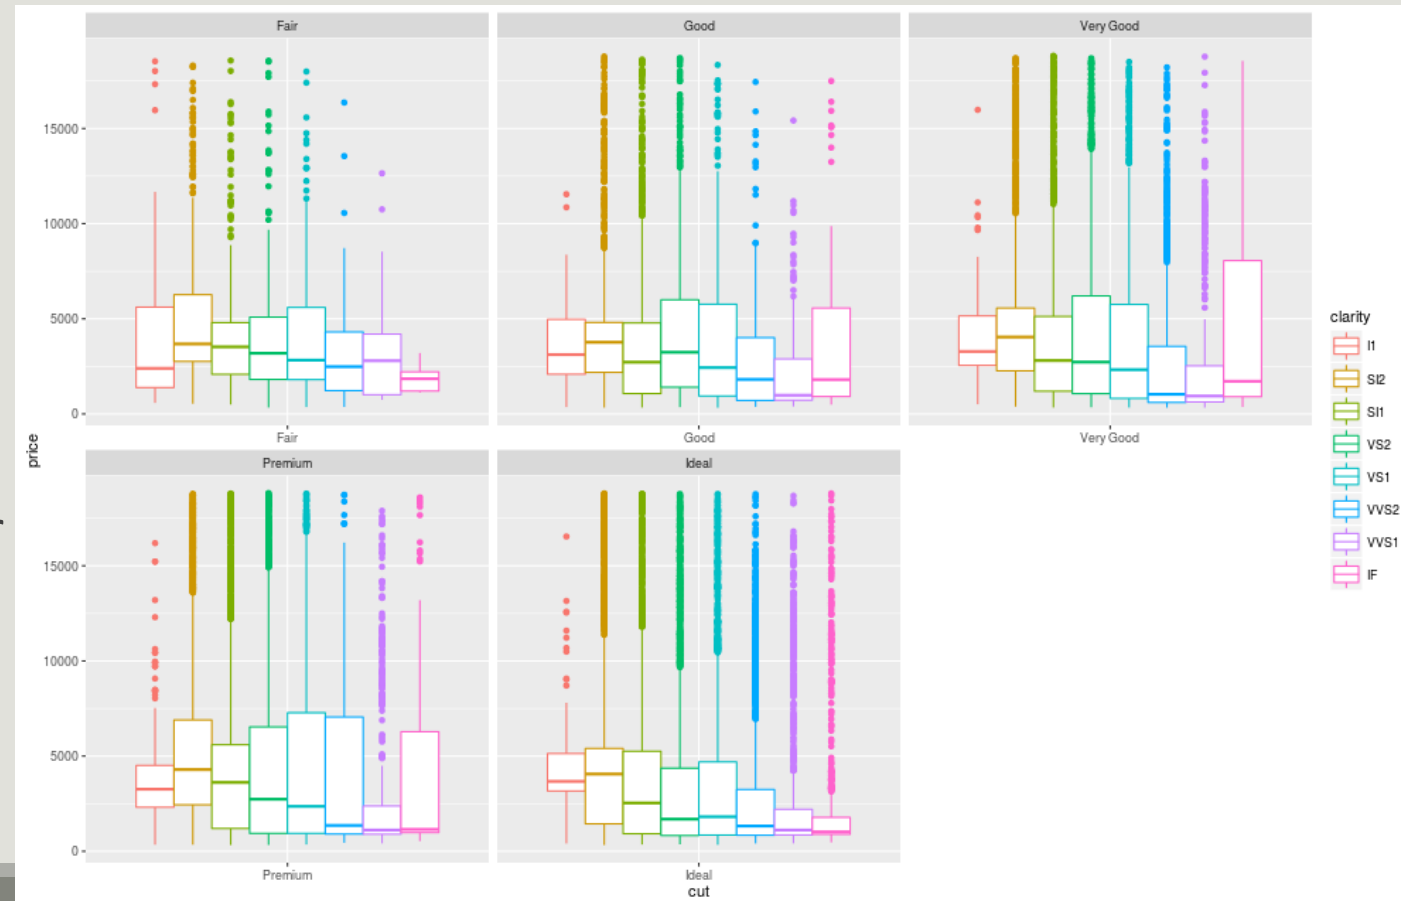 Fair
Good
Very Good
15000
10000
5000
0
Fair
Good
Very Good
price
Premium
Ideal
15000
10000
5000
0
Premium
Ideal
cut
clarity
I1
SI2
SI1
VS2
VS1
VVS2
VVS1
IF